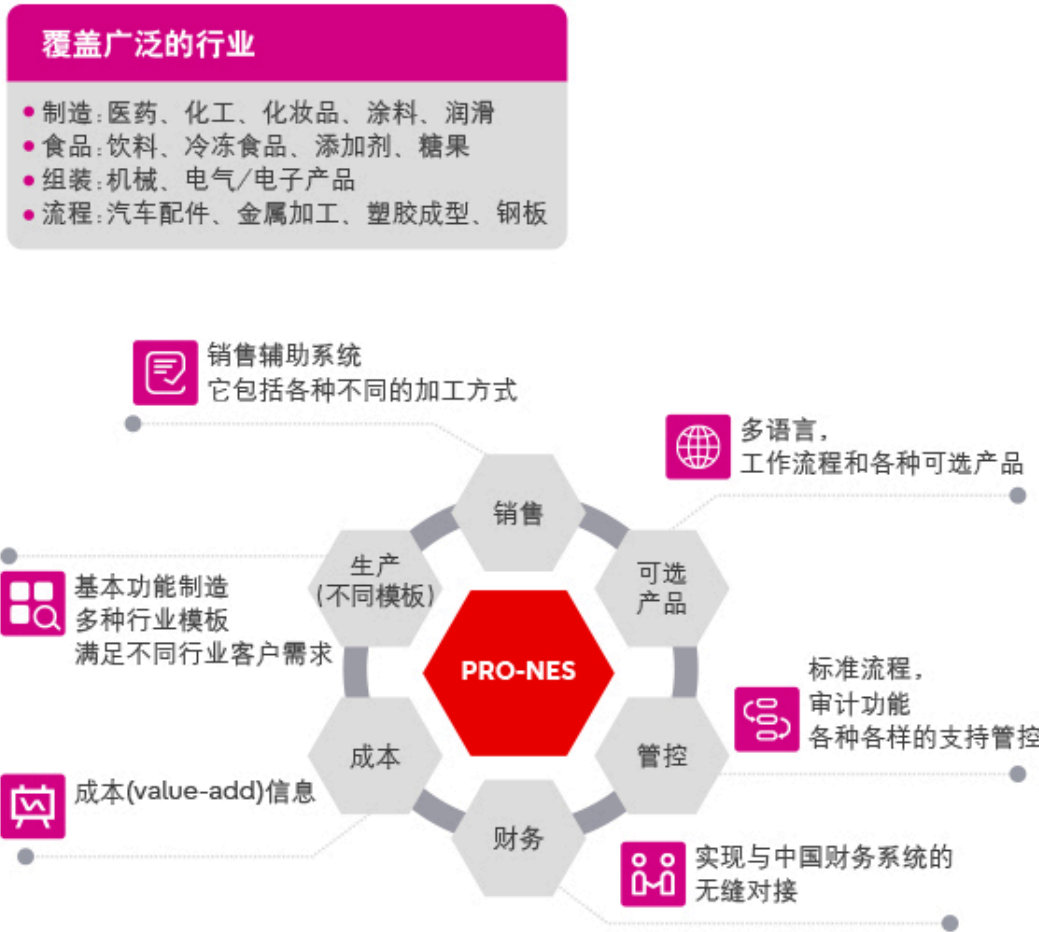 覆盖广泛的行业
• 制造:医药、化工、化妆品、涂料、润滑
• 食品:饮料、冷冻食品、添加剂、糖果
• 组装:机械、电气/电子产品
• 流程:汽车配件、金属加工、塑胶成型、钢板
销售辅助系统
它包括各种不同的加工方式
多语言,
工作流程和各种可选产品
销售
生产
(不同模板)
可选
产品
基本功能制造
多种行业模板
满足不同行业客户需求
PRO-NES
标准流程,
审计功能
各种各样的支持管控
成本
管控
成本(value-add)信息
财务
实现与中国财务系统的
无缝对接